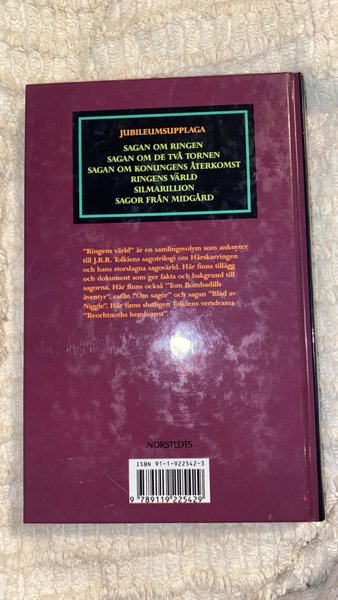 JUBILEUMSUPPLAGA
SAGAN OM RINGEN
SAGAN OM DE TVÅ TORNEN
SAGAN OM KONUNGENS ÅTERKOMST
RINGENS VÄRLD
SILMARILLION
SAGOR FRÅN MIDGÅRD
"Ringens värld" är en samlingsvolym som anknyter
till J.R.R. Tolkiens sagotrilogi om Härskarringen
och hans storslagna sagovärld. Här finns tillägg
och dokument som ger fakta och bakgrund till
sagorna. Här finns också "Tom Bombadills
äventyr", essän "Om sagor" och sagan "Blad av
Niggle". Här finns slutligen Tolkiens versdrama
"Beorhtnoths hemkomst".
NORSTEDTS
ISBN 91-1-922542-3
9 789119 225429